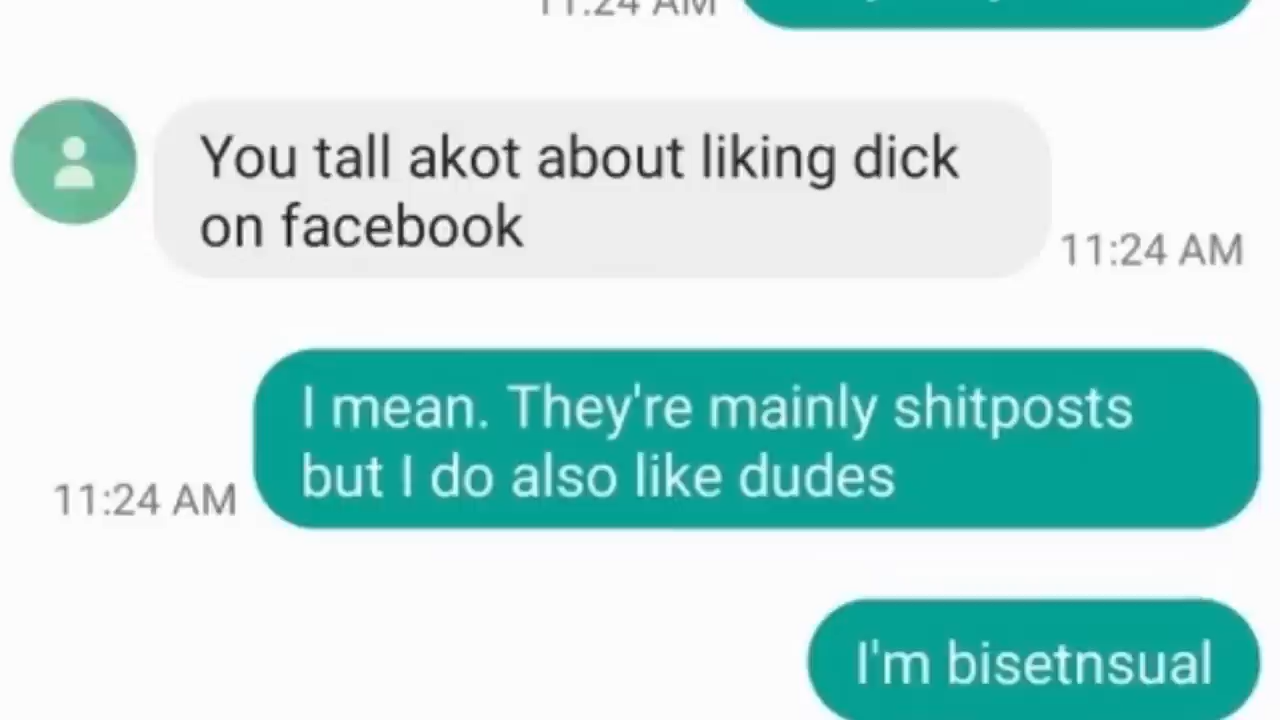 11:24 AM
You tall akot about liking dick
on facebook
11:24 AM
I mean. They're mainly shitposts
but I do also like dudes
11:24 AM
I'm bisetnsual